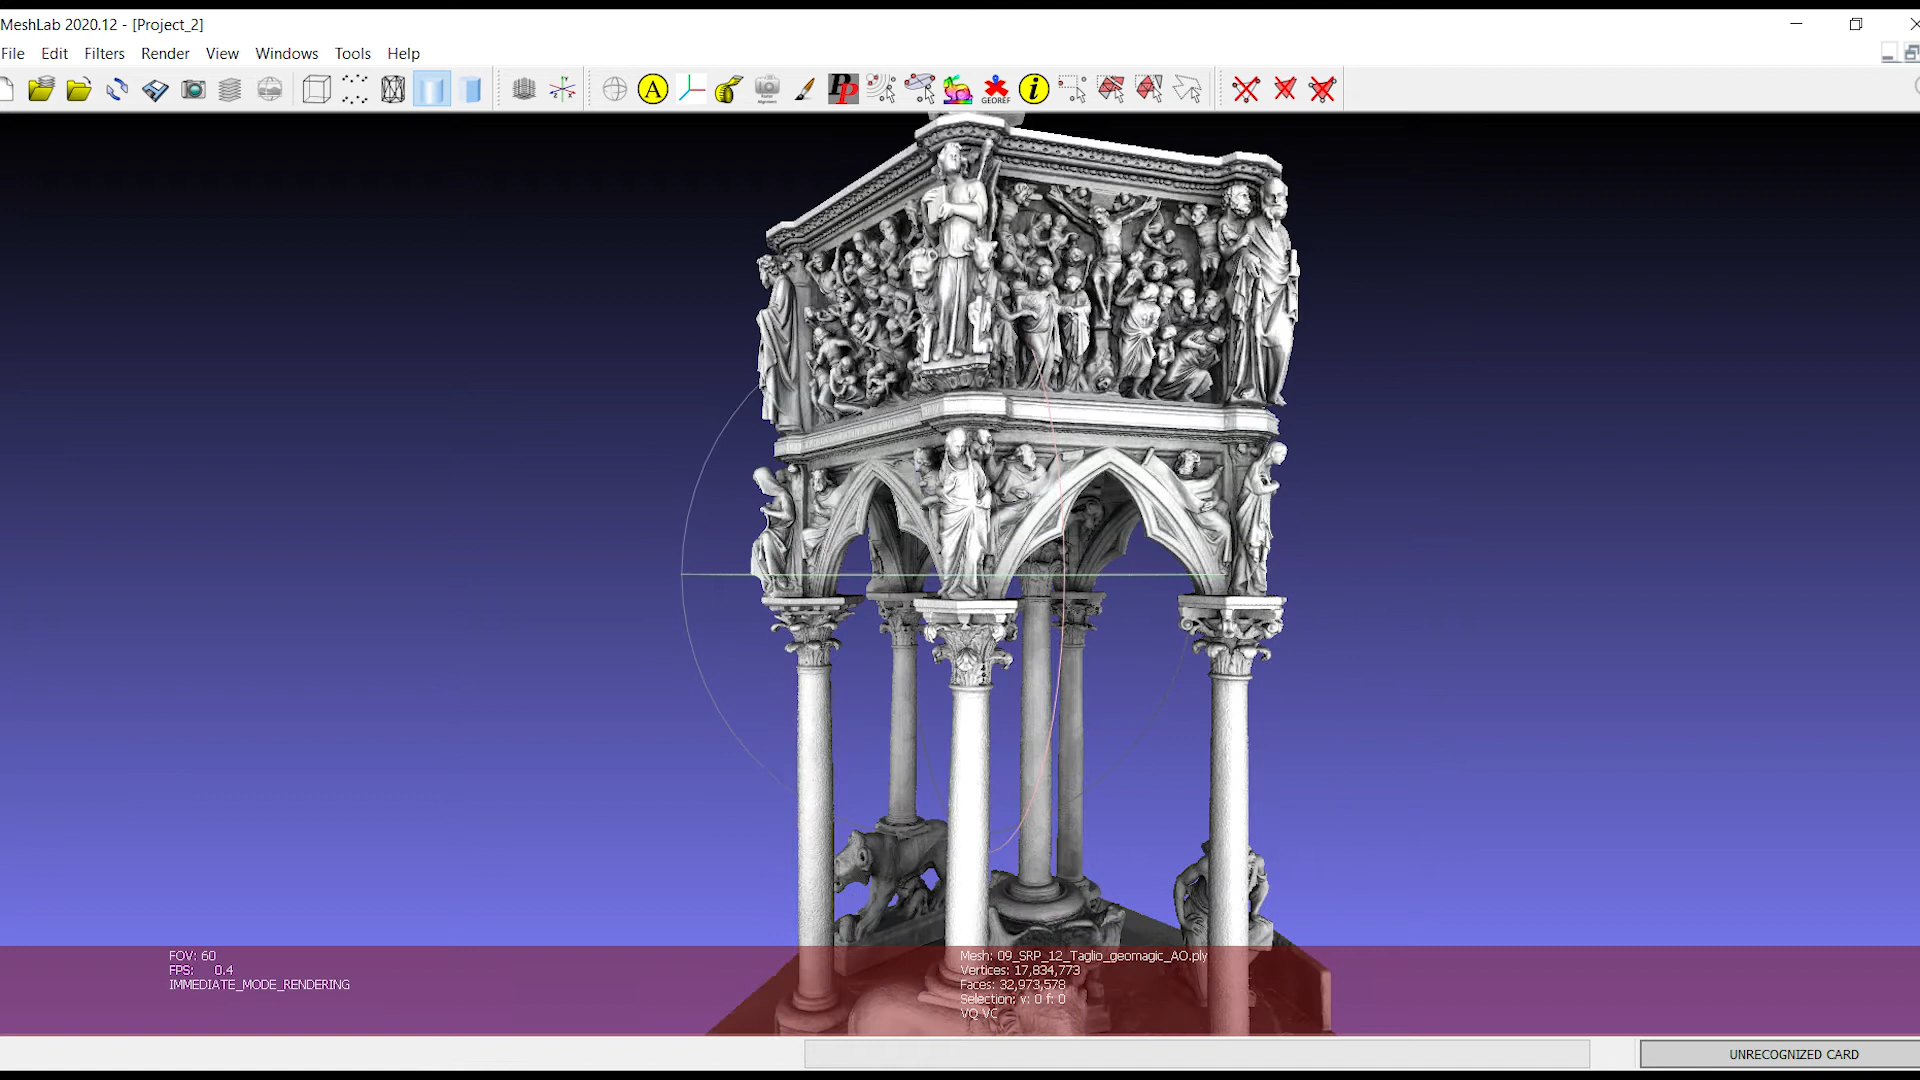 MeshLab 2020.12 - [Project_2]
File Edit Filters Render View Windows Tools Help
A
PP
GEOREF
i
FOV: 60
FPS: 0.4
IMMEDIATE_MODE_RENDERING
Mesh: 09_SRP_12_Taglio_geomagic_AO.ply
Vertices: 17,834,773
Faces: 32,973,578
Selection: v: 0 f: 0
VQ VC
UNRECOGNIZED CARD